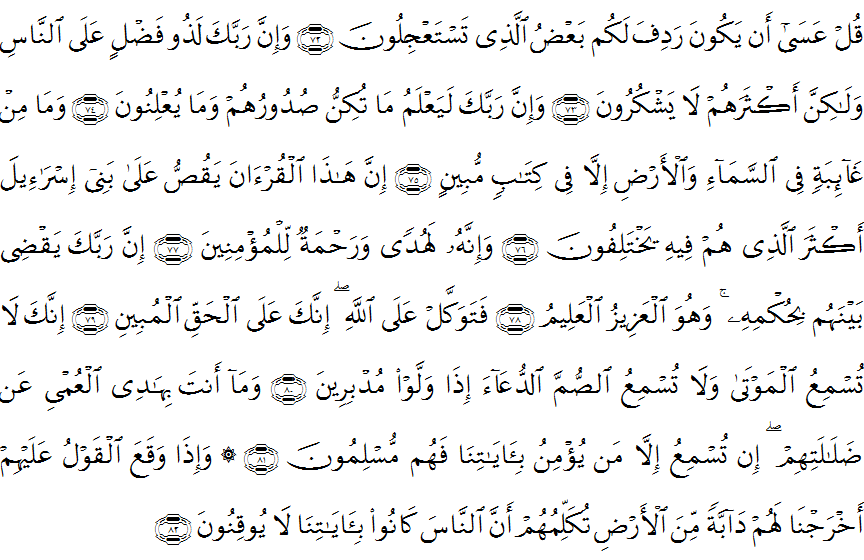 قُلْ عَسَىٰٓ أَن يَكُونَ رَدِفَ لَكُم بَعْضُ ٱلَّذِى تَسْتَعْجِلُونَ ﴿٧٢﴾ وَإِنَّ رَبَّكَ لَذُو فَضْلٍ عَلَى ٱلنَّاسِ
وَلَـٰكِنَّ أَكْثَرَهُمْ لَا يَشْكُرُونَ ﴿٧٣﴾ وَإِنَّ رَبَّكَ لَيَعْلَمُ مَا تُكِنُّ صُدُورُهُمْ وَمَا يُعْلِنُونَ ﴿٧٤﴾ وَمَا مِنْ
غَآئِبَةٍ فِى ٱلسَّمَآءِ وَٱلْأَرْضِ إِلَّا فِى كِتَـٰبٍ مُّبِينٍ ﴿٧٥﴾ إِنَّ هَـٰذَا ٱلْقُرْءَانَ يَقُصُّ عَلَىٰ بَنِىٓ إِسْرَٰٓءِيلَ
أَكْثَرَ ٱلَّذِى هُمْ فِيهِ يَخْتَلِفُونَ ﴿٧٦﴾ وَإِنَّهُۥ لَهُدًى وَرَحْمَةٌ لِّلْمُؤْمِنِينَ ﴿٧٧﴾ إِنَّ رَبَّكَ يَقْضِى
بَيْنَهُم بِحُكْمِهِۦ ۚ وَهُوَ ٱلْعَزِيزُ ٱلْعَلِيمُ ﴿٧٨﴾ فَتَوَكَّلْ عَلَى ٱللَّهِ ۖ إِنَّكَ عَلَى ٱلْحَقِّ ٱلْمُبِينِ ﴿٧٩﴾ إِنَّكَ لَا
تُسْمِعُ ٱلْمَوْتَىٰ وَلَا تُسْمِعُ ٱلصُّمَّ ٱلدُّعَآءَ إِذَا وَلَّوْا۟ مُدْبِرِينَ ﴿٨٠﴾ وَمَآ أَنتَ بِهَـٰدِى ٱلْعُمْىِ عَن
ضَلَـٰلَتِهِمْ ۖ إِن تُسْمِعُ إِلَّا مَن يُؤْمِنُ بِـَٔايَـٰتِنَا فَهُم مُّسْلِمُونَ ﴿٨١﴾ ۞ وَإِذَا وَقَعَ ٱلْقَوْلُ عَلَيْهِمْ
أَخْرَجْنَا لَهُمْ دَآبَّةً مِّنَ ٱلْأَرْضِ تُكَلِّمُهُمْ أَنَّ ٱلنَّاسَ كَانُوا۟ بِـَٔايَـٰتِنَا لَا يُوقِنُونَ ﴿٨٢﴾